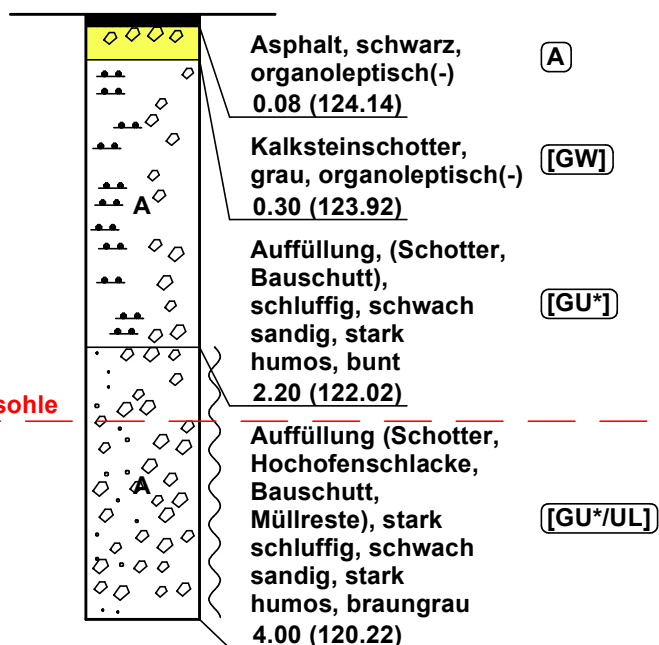 Asphalt, schwarz,
organoleptisch(-)
0.08 (124.14)
A
Kalksteinschotter,
grau, organoleptisch(-)
0.30 (123.92)
[GW]
A
Auffüllung, (Schotter,
Bauschutt),
schluffig, schwach
sandig, stark
humos, bunt
2.20 (122.02)
[GU*]
sohle
A
Auffüllung (Schotter,
Hochofenschlacke,
Bauschutt,
Müllreste), stark
schluffig, schwach
sandig, stark
humos, braungrau
4.00 (120.22)
[GU*/UL]